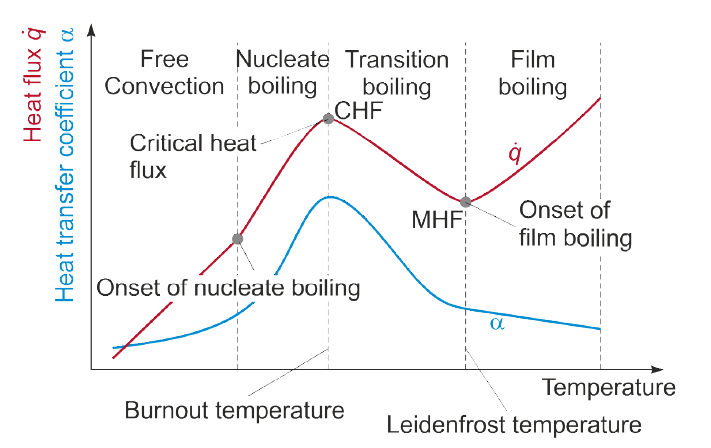 Heat flux q̇
Heat transfer coefficient α
Free
Convection
Nucleate
boiling
Transition
boiling
Film
boiling
CHF
Critical heat
flux
q̇
MHF
Onset of
film boiling
Onset of nucleate boiling
α
Temperature
Burnout temperature
Leidenfrost temperature